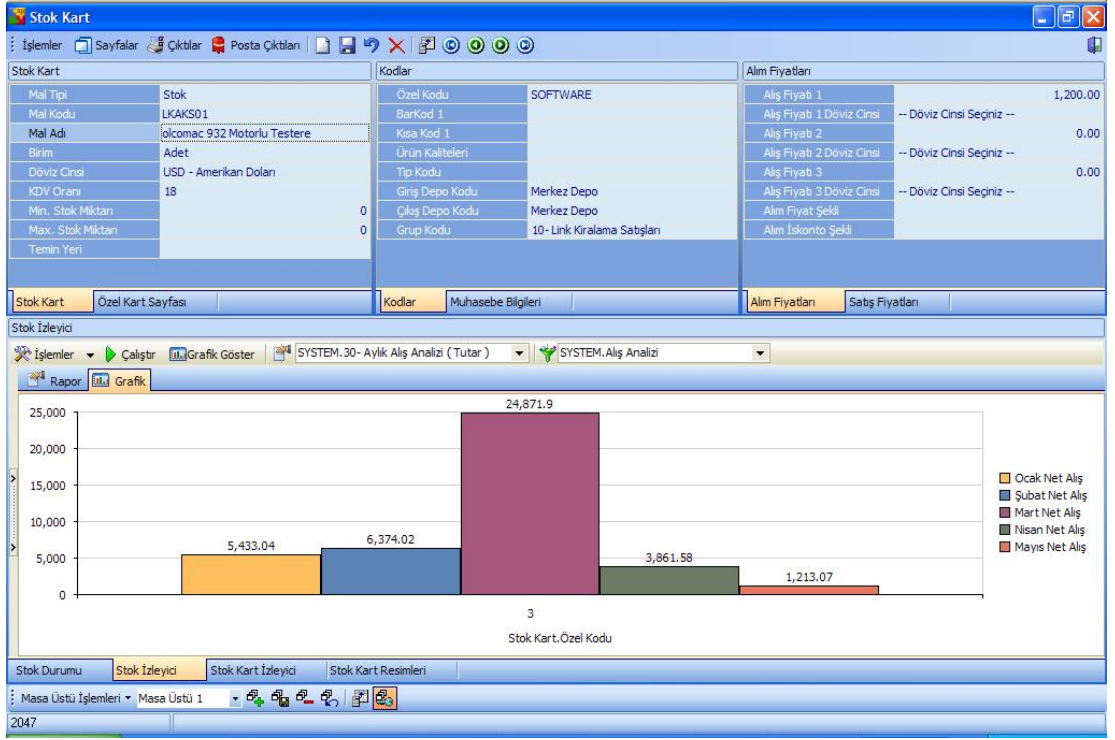 Stok Kart
İşlemler Sayfalar Çıktılar Posta Çıktıları
Stok Kart
Mal Tipi Stok
Mal Kodu LKAKS01
Mal Adı olcomac 932 Motorlu Testere
Birim Adet
Döviz Cinsi USD - Amerikan Doları
KDV Oranı 18
Min. Stok Miktarı 0
Max. Stok Miktarı 0
Temin Yeri
Stok Kart Özel Kart Sayfası
Kodlar
Özel Kodu SOFTWARE
BarKod 1
Kısa Kod 1
Ürün Kaliteleri
Tip Kodu
Giriş Depo Kodu Merkez Depo
Çıkış Depo Kodu Merkez Depo
Grup Kodu 10- Link Kiralama Satışları
Kodlar Muhasebe Bilgileri
Alım Fiyatları
Alış Fiyatı 1 1,200.00
Alış Fiyatı 1 Döviz Cinsi -- Döviz Cinsi Seçiniz --
Alış Fiyatı 2 0.00
Alış Fiyatı 2 Döviz Cinsi -- Döviz Cinsi Seçiniz --
Alış Fiyatı 3 0.00
Alış Fiyatı 3 Döviz Cinsi -- Döviz Cinsi Seçiniz --
Alım Fiyat Şekli
Alım İskonto Şekli
Alım Fiyatları Satış Fiyatları
Stok İzleyici
İşlemler Çalıştır Grafik Göster SYSTEM.30- Aylık Alış Analizi ( Tutar ) SYSTEM.Alış Analizi
Rapor Grafik
25,000
20,000
15,000
10,000
5,000
0
5,433.04
6,374.02
24,871.9
3,861.58
1,213.07
3
Stok Kart.Özel Kodu
Ocak Net Alış
Şubat Net Alış
Mart Net Alış
Nisan Net Alış
Mayıs Net Alış
Stok Durumu Stok İzleyici Stok Kart İzleyici Stok Kart Resimleri
Masa Üstü İşlemleri Masa Üstü 1
2047